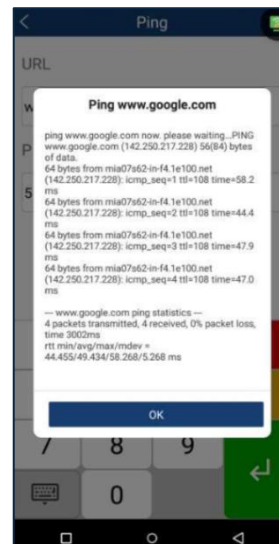 Ping
URL
w
Ping www.google.com
ping www.google.com now. please waiting...PING
www.google.com (142.250.217.228) 56(84) bytes
of data.
64 bytes from mia07s62-in-f4.1e100.net
(142.250.217.228): icmp_seq=1 ttl=108 time=58.2
ms
64 bytes from mia07s62-in-f4.1e100.net
(142.250.217.228): icmp_seq=2 ttl=108 time=44.4
ms
64 bytes from mia07s62-in-f4.1e100.net
(142.250.217.228): icmp_seq=3 ttl=108 time=47.9
ms
64 bytes from mia07s62-in-f4.1e100.net
(142.250.217.228): icmp_seq=4 ttl=108 time=47.0
ms
P
5
--- www.google.com ping statistics ---
4 packets transmitted, 4 received, 0% packet loss,
time 3002ms
rtt min/avg/max/mdev =
44.455/49.434/58.268/5.268 ms
OK
7 8 9
0